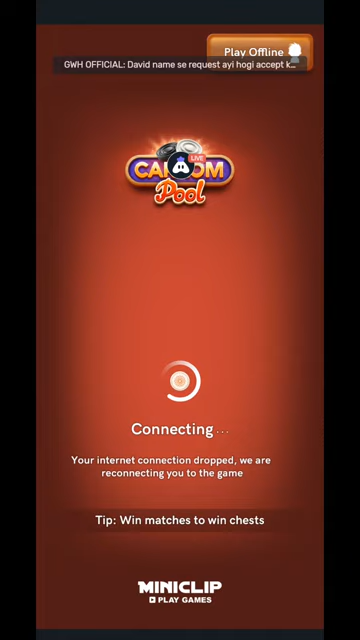 Play Offline
GWH OFFICIAL: David name se request ayi hogi accept k...
LIVE
CARROM
Pool
Connecting...
Your internet connection dropped, we are
reconnecting you to the game
Tip: Win matches to win chests
MINICLIP
PLAY GAMES